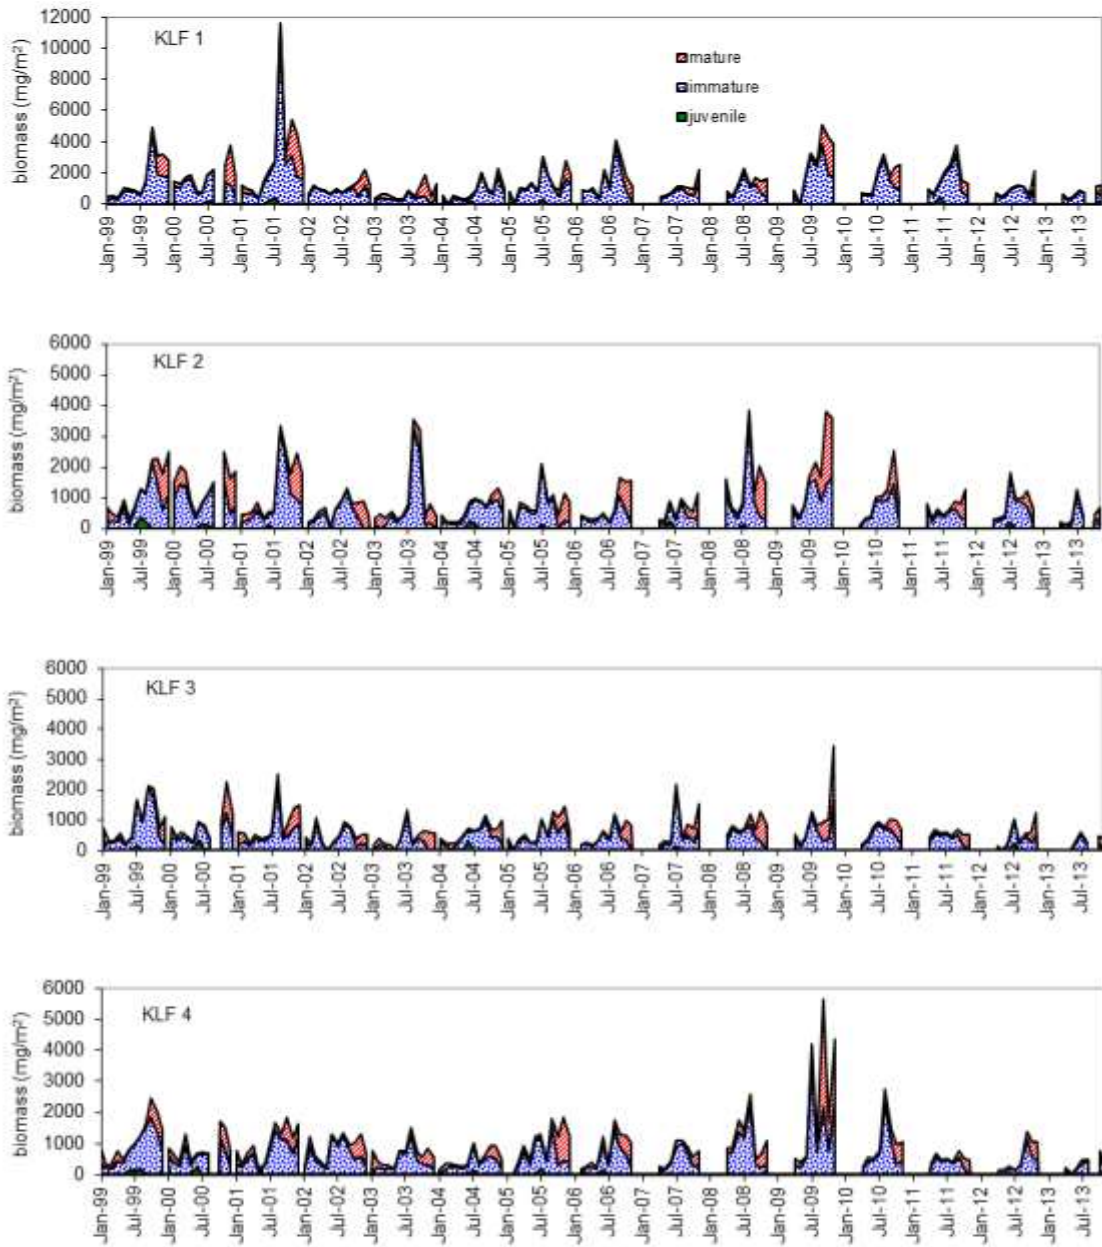 KLF 1
biomass (mg/m²)
12000
10000
8000
6000
4000
2000
0
mature
immature
juvenile
Jan-99 Jul-99 Jan-00 Jul-00 Jan-01 Jul-01 Jan-02 Jul-02 Jan-03 Jul-03 Jan-04 Jul-04 Jan-05 Jul-05 Jan-06 Jul-06 Jan-07 Jul-07 Jan-08 Jul-08 Jan-09 Jul-09 Jan-10 Jul-10 Jan-11 Jul-11 Jan-12 Jul-12 Jan-13 Jul-13
KLF 2
biomass (mg/m²)
6000
5000
4000
3000
2000
1000
0
Jan-99 Jul-99 Jan-00 Jul-00 Jan-01 Jul-01 Jan-02 Jul-02 Jan-03 Jul-03 Jan-04 Jul-04 Jan-05 Jul-05 Jan-06 Jul-06 Jan-07 Jul-07 Jan-08 Jul-08 Jan-09 Jul-09 Jan-10 Jul-10 Jan-11 Jul-11 Jan-12 Jul-12 Jan-13 Jul-13
KLF 3
biomass (mg/m²)
6000
5000
4000
3000
2000
1000
0
Jan-99 Jul-99 Jan-00 Jul-00 Jan-01 Jul-01 Jan-02 Jul-02 Jan-03 Jul-03 Jan-04 Jul-04 Jan-05 Jul-05 Jan-06 Jul-06 Jan-07 Jul-07 Jan-08 Jul-08 Jan-09 Jul-09 Jan-10 Jul-10 Jan-11 Jul-11 Jan-12 Jul-12 Jan-13 Jul-13
KLF 4
biomass (mg/m²)
6000
5000
4000
3000
2000
1000
0
Jan-99 Jul-99 Jan-00 Jul-00 Jan-01 Jul-01 Jan-02 Jul-02 Jan-03 Jul-03 Jan-04 Jul-04 Jan-05 Jul-05 Jan-06 Jul-06 Jan-07 Jul-07 Jan-08 Jul-08 Jan-09 Jul-09 Jan-10 Jul-10 Jan-11 Jul-11 Jan-12 Jul-12 Jan-13 Jul-13